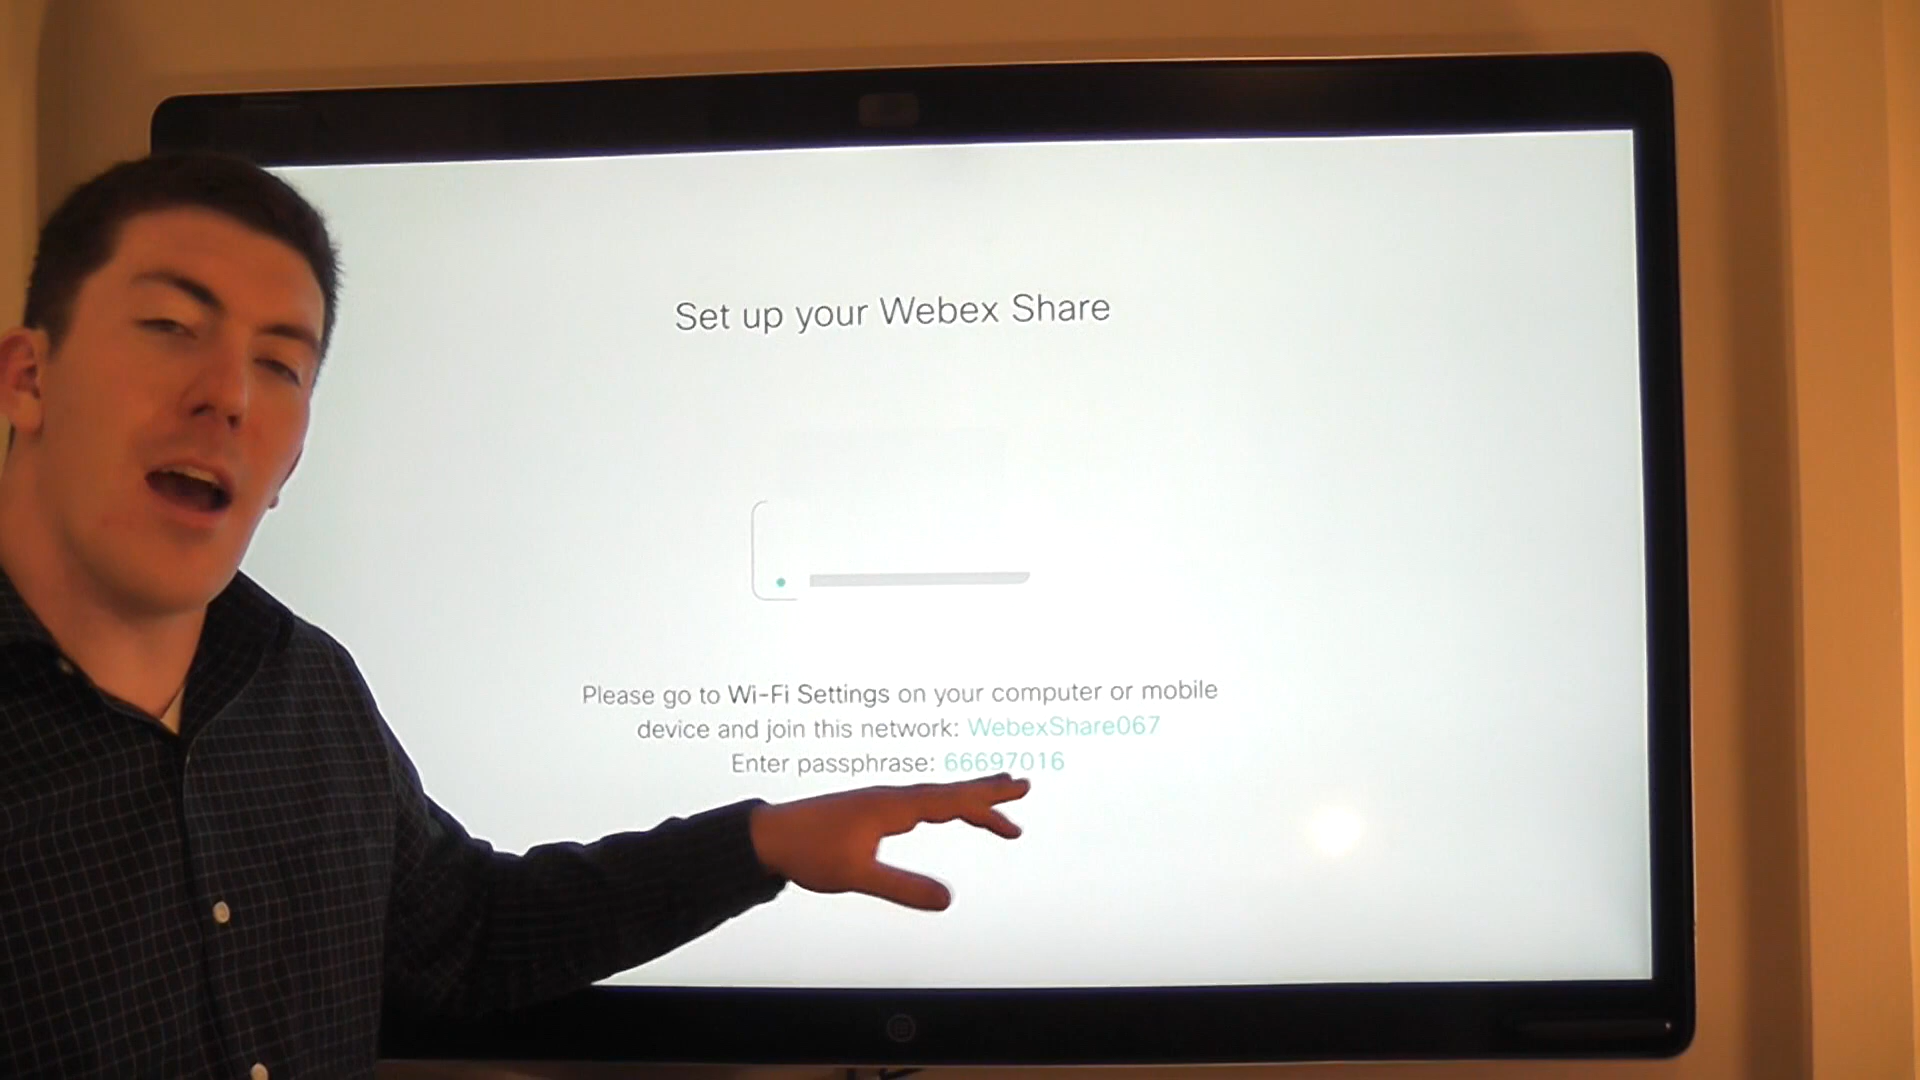 Set up your Webex Share
Please go to Wi-Fi Settings on your computer or mobile
device and join this network: WebexShare067
Enter passphrase: 66697016